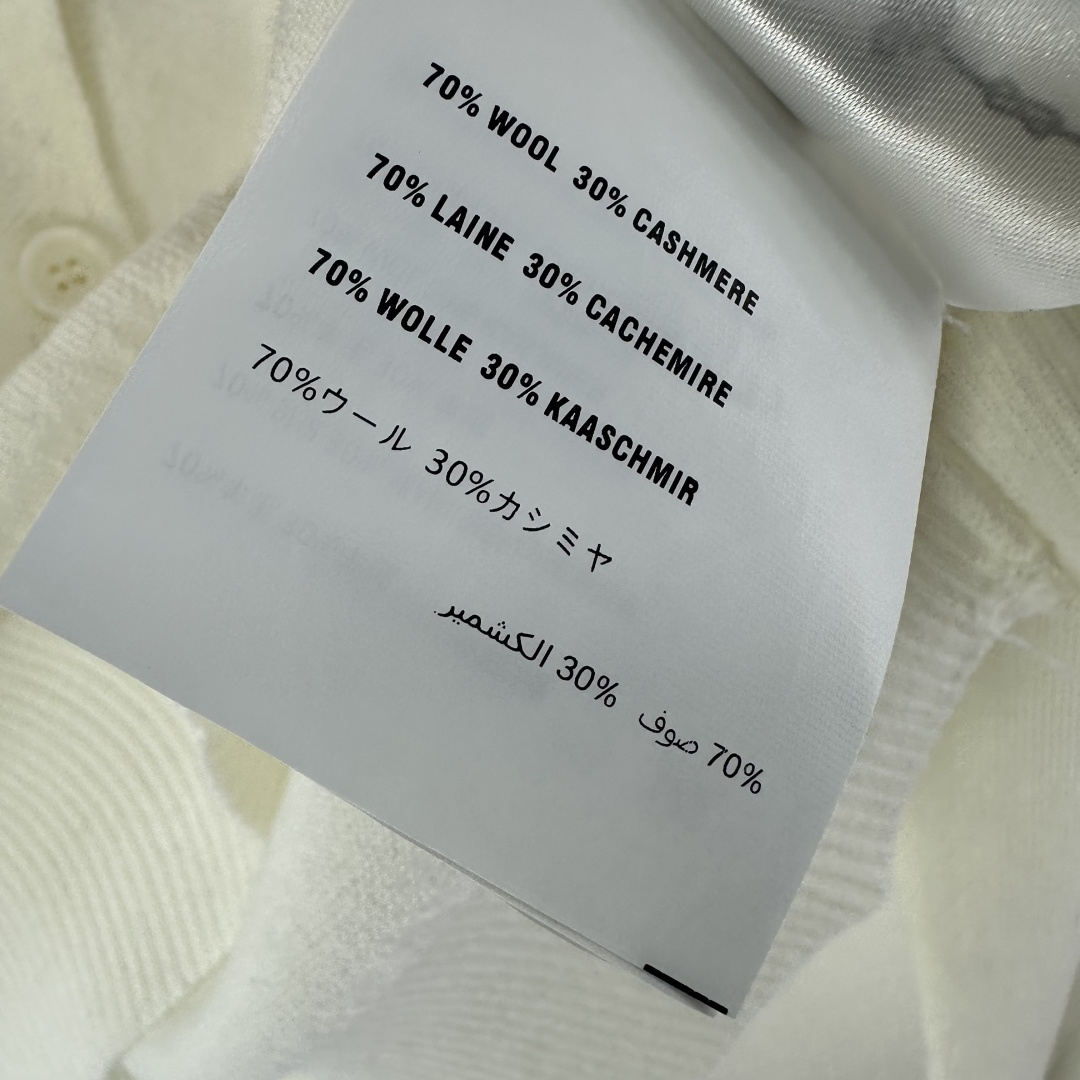 70% WOOL 30% CASHMERE
70% LAINE 30% CACHEMIRE
70% WOLLE 30% KAASCHMIR
70%ウール 30%カシミヤ
70% صوف 30% الكشمير